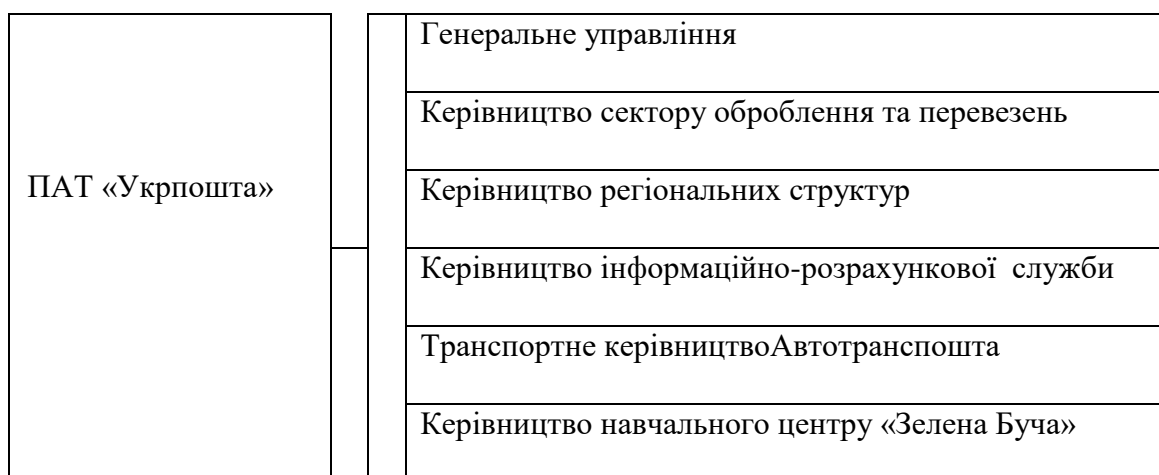 Генеральне управління
Керівництво сектору оброблення та перевезень
ПАТ «Укрпошта»
Керівництво регіональних структур
Керівництво інформаційно-розрахункової служби
Транспортне керівництвоАвтотранспошта
Керівництво навчального центру «Зелена Буча»